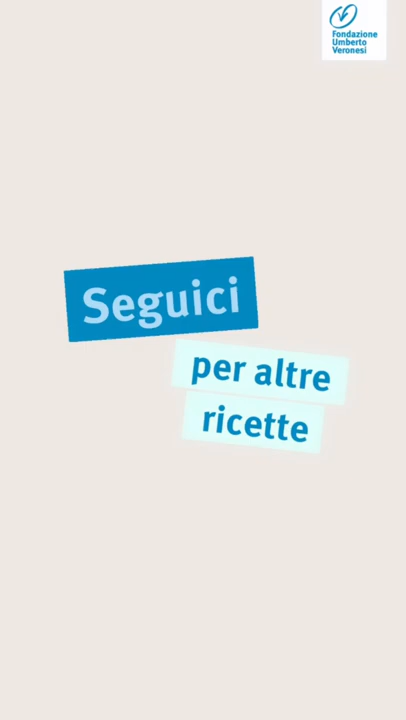 Fondazione
Umberto
Veronesi
Seguici
per altre
ricette